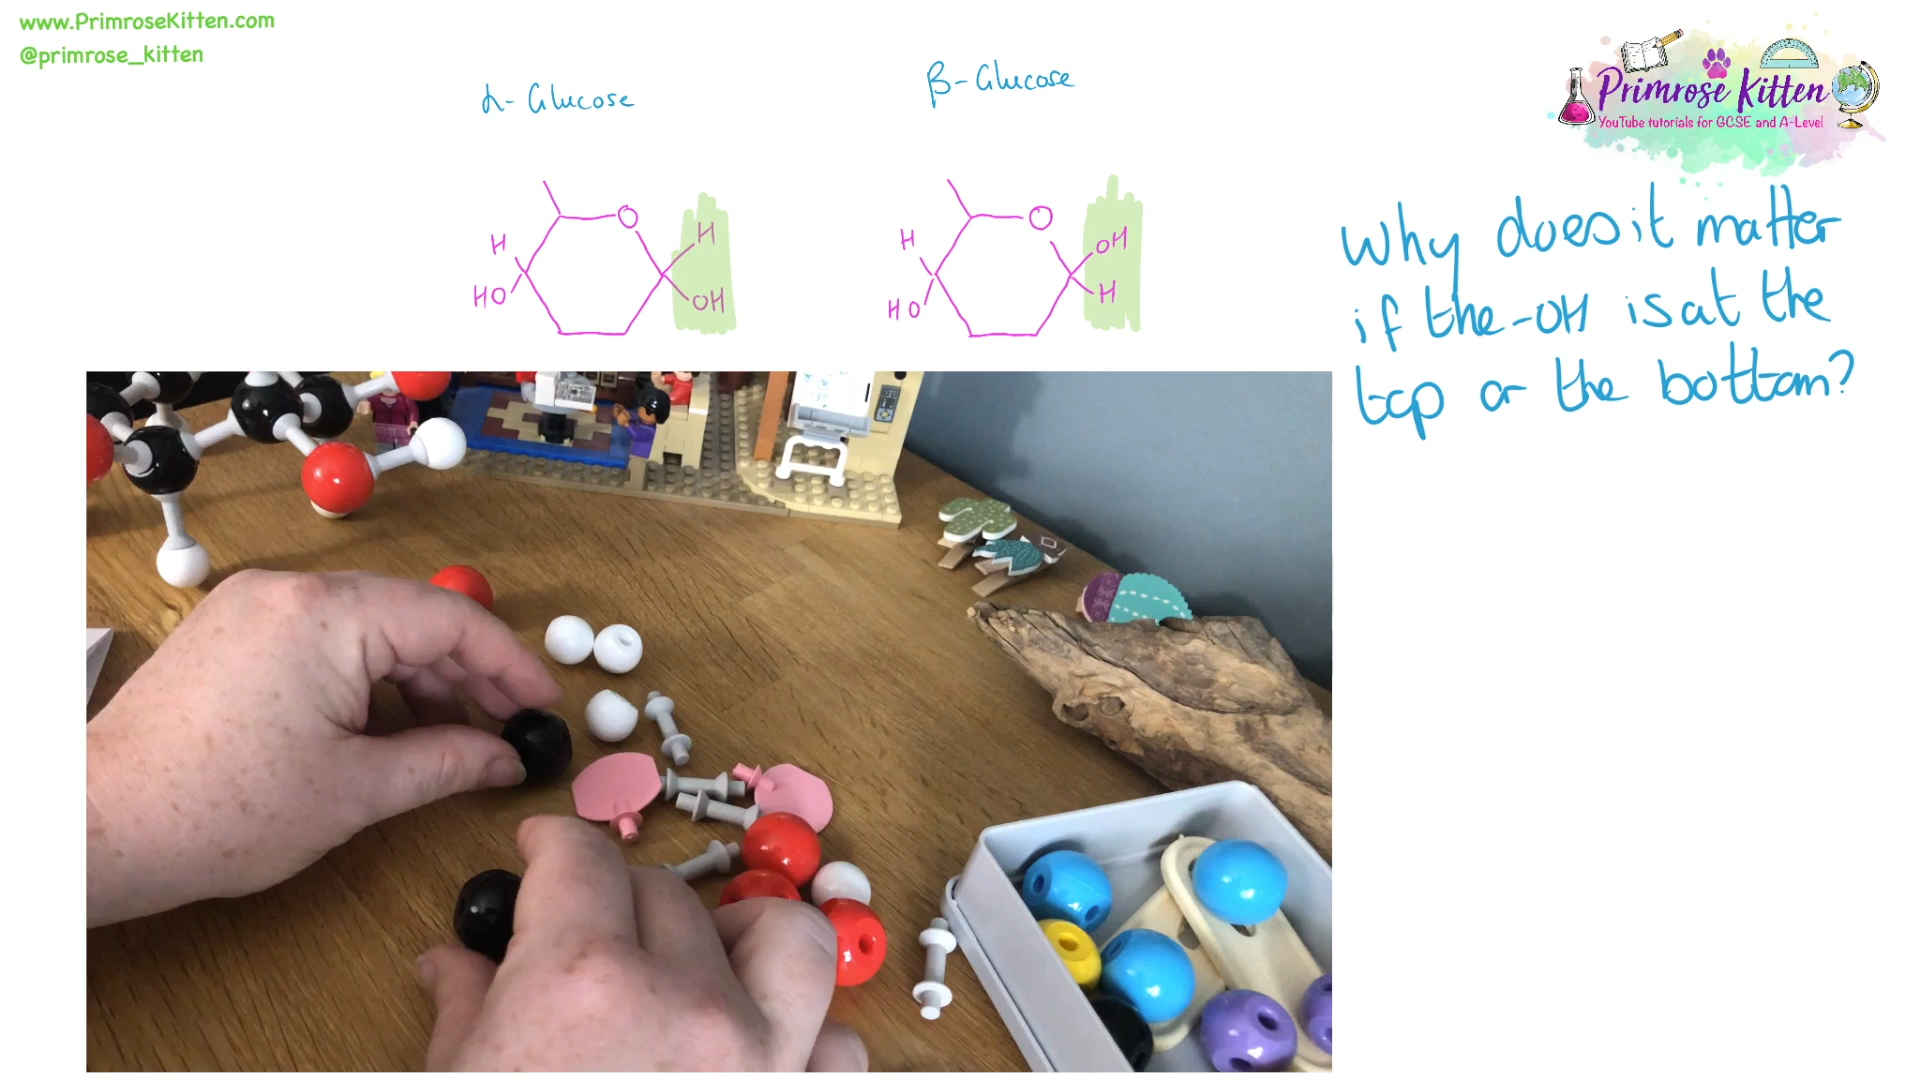 www.PrimroseKitten.com
@primrose_kitten
α-Glucose
β-Glucose
Primrose Kitten
YouTube tutorials for GCSE and A-Level
H
O
H
HO
OH
H
O
OH
HO
H
Why does it matter
if the -OH is at the
top or the bottom?